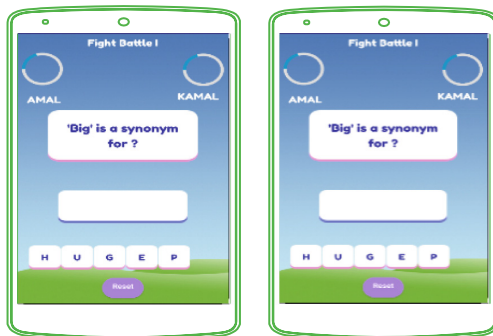 Fight Battle I
AMAL KAMAL
'Big' is a synonym
for ?
H U G E P
Reset
Fight Battle I
AMAL KAMAL
'Big' is a synonym
for ?
H U G E P
Reset